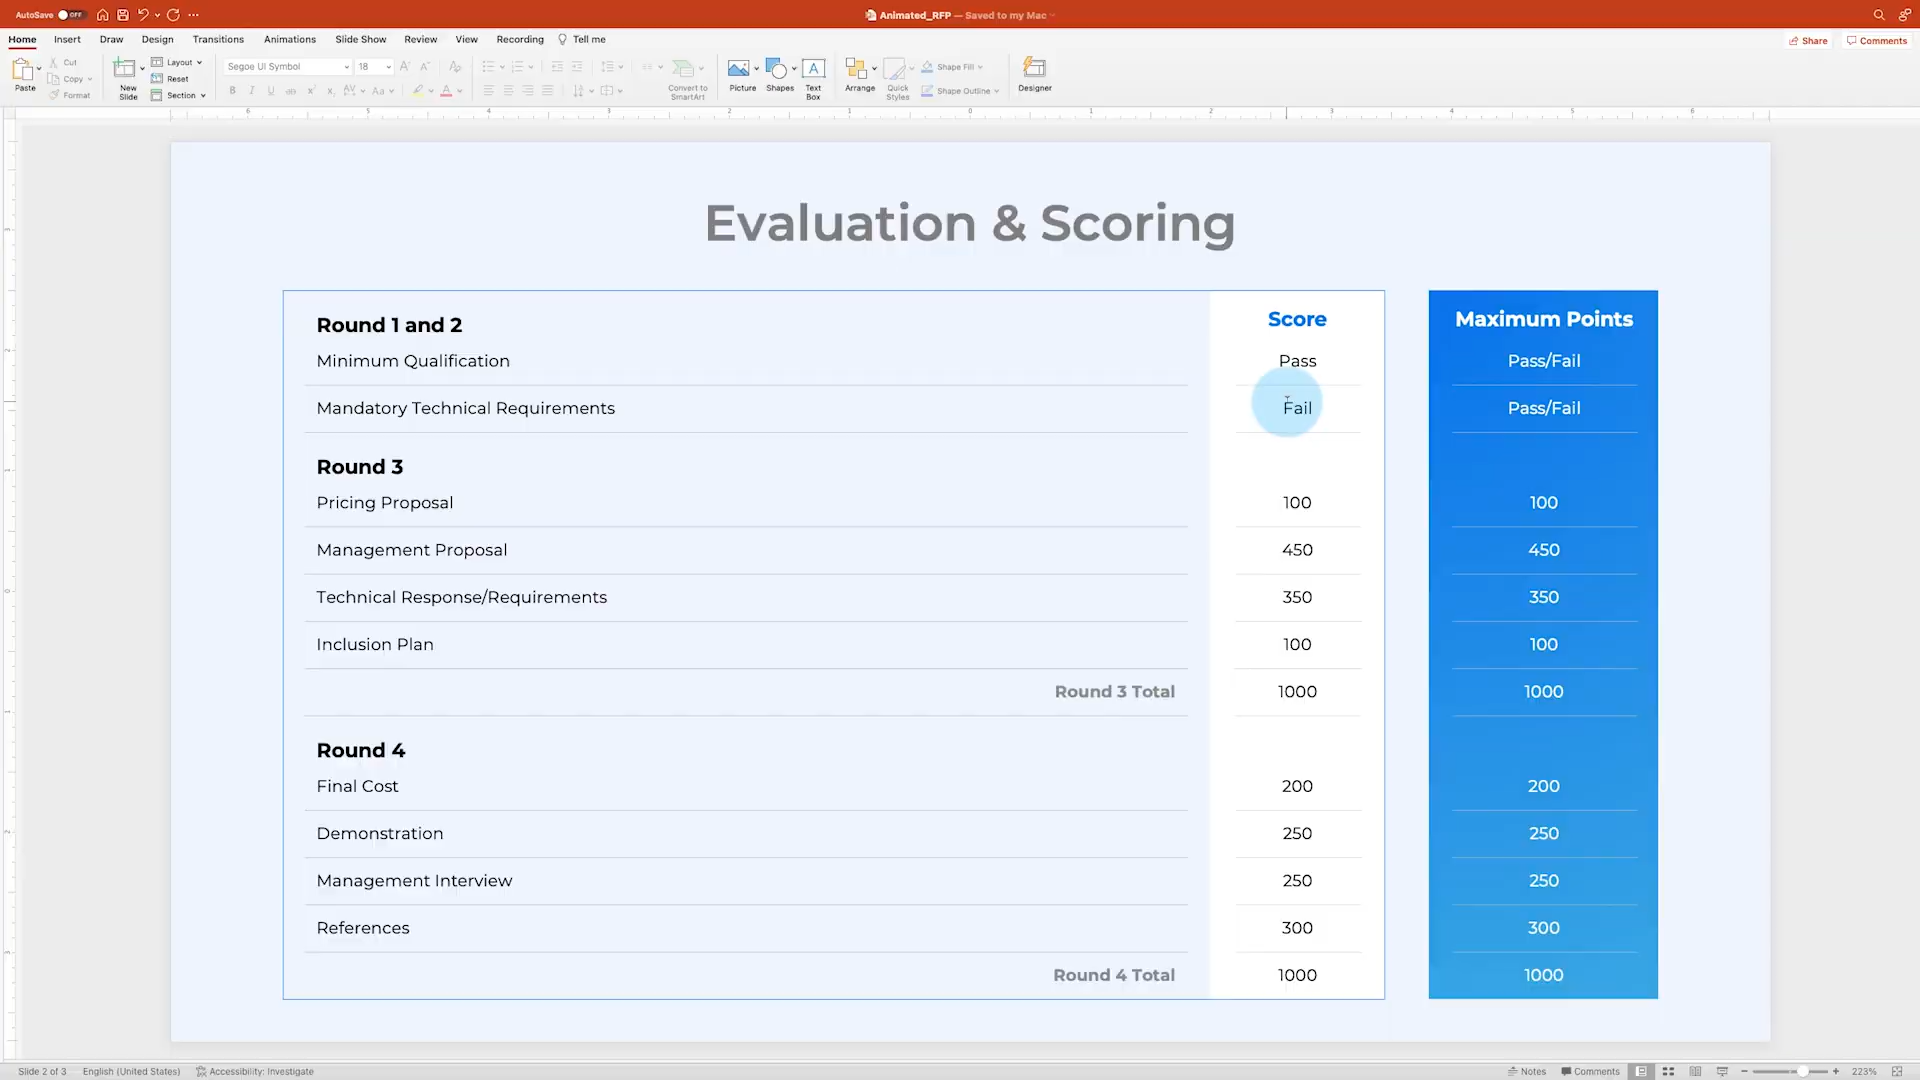 AutoSave OFF
Animated_RFP — Saved to my Mac
Home Insert Draw Design Transitions Animations Slide Show Review View Recording Tell me
Share Comments
Paste
Cut
Copy
Format
New Slide
Layout
Reset
Section
Segoe UI Symbol 18
Convert to SmartArt
Picture
Shapes
Text Box
Arrange
Quick Styles
Shape Fill
Shape Outline
Designer
Evaluation & Scoring
Round 1 and 2 Score Maximum Points
Minimum Qualification Pass Pass/Fail
Mandatory Technical Requirements Fail Pass/Fail
Round 3
Pricing Proposal 100 100
Management Proposal 450 450
Technical Response/Requirements 350 350
Inclusion Plan 100 100
Round 3 Total 1000 1000
Round 4
Final Cost 200 200
Demonstration 250 250
Management Interview 250 250
References 300 300
Round 4 Total 1000 1000
Slide 2 of 3 English (United States) Accessibility: Investigate Notes Comments 223%